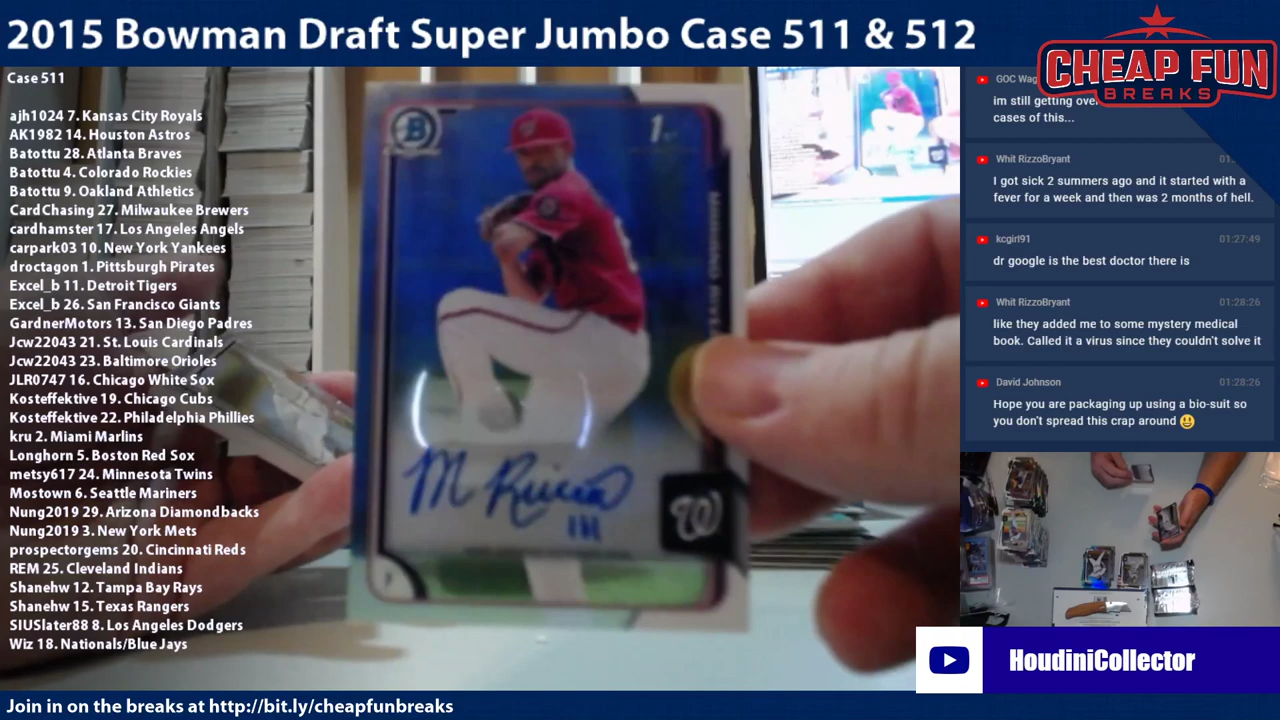 2015 Bowman Draft Super Jumbo Case 511 & 512
CHEAP FUN
BREAKS
Case 511
ajh1024 7. Kansas City Royals
AK1982 14. Houston Astros
Batottu 28. Atlanta Braves
Batottu 4. Colorado Rockies
Batottu 9. Oakland Athletics
CardChasing 27. Milwaukee Brewers
cardhamster 17. Los Angeles Angels
carpark03 10. New York Yankees
droctagon 1. Pittsburgh Pirates
Excel_b 11. Detroit Tigers
Excel_b 26. San Francisco Giants
GardnerMotors 13. San Diego Padres
Jcw22043 21. St. Louis Cardinals
Jcw22043 23. Baltimore Orioles
JLR0747 16. Chicago White Sox
Kosteffektive 19. Chicago Cubs
Kosteffektive 22. Philadelphia Phillies
kru 2. Miami Marlins
Longhorn 5. Boston Red Sox
metsy617 24. Minnesota Twins
Mostown 6. Seattle Mariners
Nung2019 29. Arizona Diamondbacks
Nung2019 3. New York Mets
prospectorgems 20. Cincinnati Reds
REM 25. Cleveland Indians
Shanehw 12. Tampa Bay Rays
Shanehw 15. Texas Rangers
SIUSlater88 8. Los Angeles Dodgers
Wiz 18. Nationals/Blue Jays
B
1st
MARIANO RIVERA
M Rivera
III
W
GOC Wag
im still getting over
cases of this...
Whit RizzoBryant
I got sick 2 summers ago and it started with a
fever for a week and then was 2 months of hell.
kcgirl91 01:27:49
dr google is the best doctor there is
Whit RizzoBryant 01:28:26
like they added me to some mystery medical
book. Called it a virus since they couldn't solve it
David Johnson 01:28:26
Hope you are packaging up using a bio-suit so
you don't spread this crap around 😃
HoudiniCollector
Join in on the breaks at http://bit.ly/cheapfunbreaks